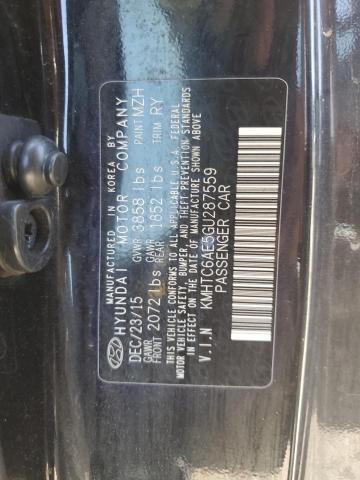 MANUFACTURED IN KOREA BY
HYUNDAI MOTOR COMPANY
DEC/23/15 GVWR 3858 lbs PAINT MZH
GAWR FRONT 2072 lbs GAWR REAR 1852 lbs TRIM RY
THIS VEHICLE CONFORMS TO ALL APPLICABLE U.S.A. FEDERAL
MOTOR VEHICLE SAFETY, BUMPER, AND THEFT PREVENTION STANDARDS
IN EFFECT ON THE DATE OF MANUFACTURE SHOWN ABOVE
V.I.N KMHTC6AE5GU287559
PASSENGER CAR